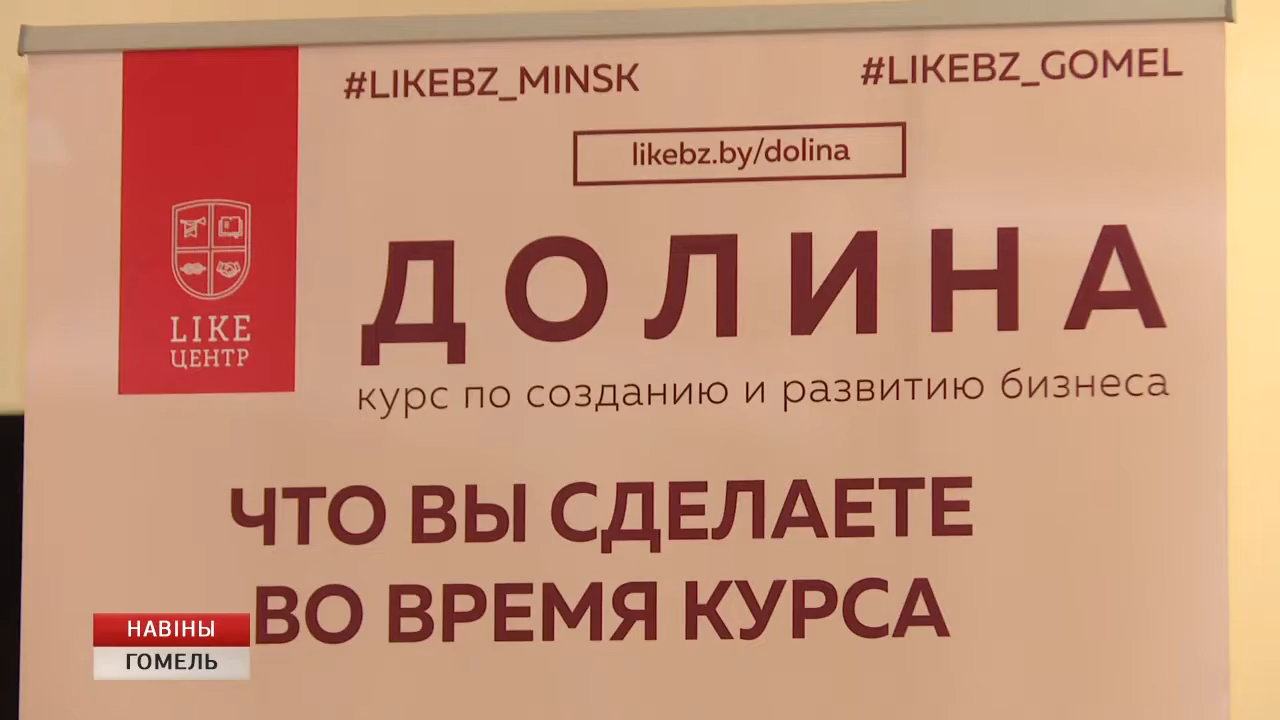 #LIKEBZ_MINSK
#LIKEBZ_GOMEL
likebz.by/dolina
LIKE
ЦЕНТР
ДОЛИНА
курс по созданию и развитию бизнеса
ЧТО ВЫ СДЕЛАЕТЕ
ВО ВРЕМЯ КУРСА
НАВІНЫ
ГОМЕЛЬ